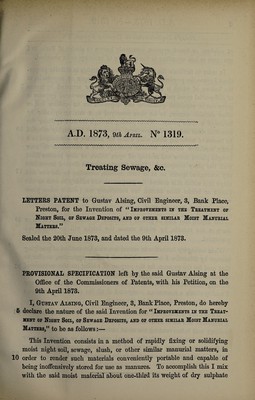 A.D. 1873, 9th APRIL. No 1319.
Treating Sewage, &c.
LETTERS PATENT to Gustav Alsing, Civil Engineer, 3, Bank Place,
Preston, for the Invention of "IMPROVEMENTS IN THE TREATMENT OF
NIGHT SOIL, OF SEWAGE DEPOSITS, AND OF OTHER SIMILAR MOIST MANURIAL
MATTERS."
Sealed the 20th June 1873, and dated the 9th April 1873.
PROVISIONAL SPECIFICATION left by the said Gustav Alsing at the
Office of the Commissioners of Patents, with his Petition, on the
9th April 1873.
I, GUSTAV ALSING, Civil Engineer, 3, Bank Place, Preston, do hereby
5 declare the nature of the said Invention for "IMPROVEMENTS IN THE TREAT-
MENT OF NIGHT SOIL, OF SEWAGE DEPOSITS, AND OF OTHER SIMILAR MOIST MANURIAL
MATTERS," to be as follows:—
This Invention consists in a method of rapidly fixing or solidifying
moist night soil, sewage, slush, or other similar manurial matters, in
10 order to render such materials conveniently portable and capable of
being inoffensively stored for use as manures. To accomplish this I mix
with the said moist material about one-third its weight of dry sulphate